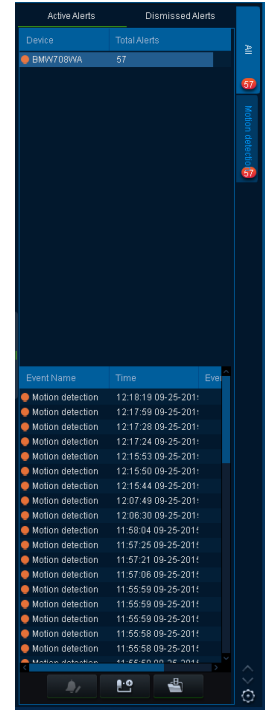 Active Alerts Dismissed Alerts
Device Total Alerts
BMW708WA 57
All
57
Motion detection
57
Event Name Time Eve
Motion detection 12:18:19 09-25-201
Motion detection 12:17:59 09-25-201
Motion detection 12:17:28 09-25-201
Motion detection 12:17:24 09-25-201
Motion detection 12:15:53 09-25-201
Motion detection 12:15:50 09-25-201
Motion detection 12:15:44 09-25-201
Motion detection 12:07:49 09-25-201
Motion detection 12:06:30 09-25-201
Motion detection 11:58:04 09-25-201
Motion detection 11:57:25 09-25-201
Motion detection 11:57:21 09-25-201
Motion detection 11:57:06 09-25-201
Motion detection 11:55:59 09-25-201
Motion detection 11:55:59 09-25-201
Motion detection 11:55:58 09-25-201
Motion detection 11:55:58 09-25-201
Motion detection